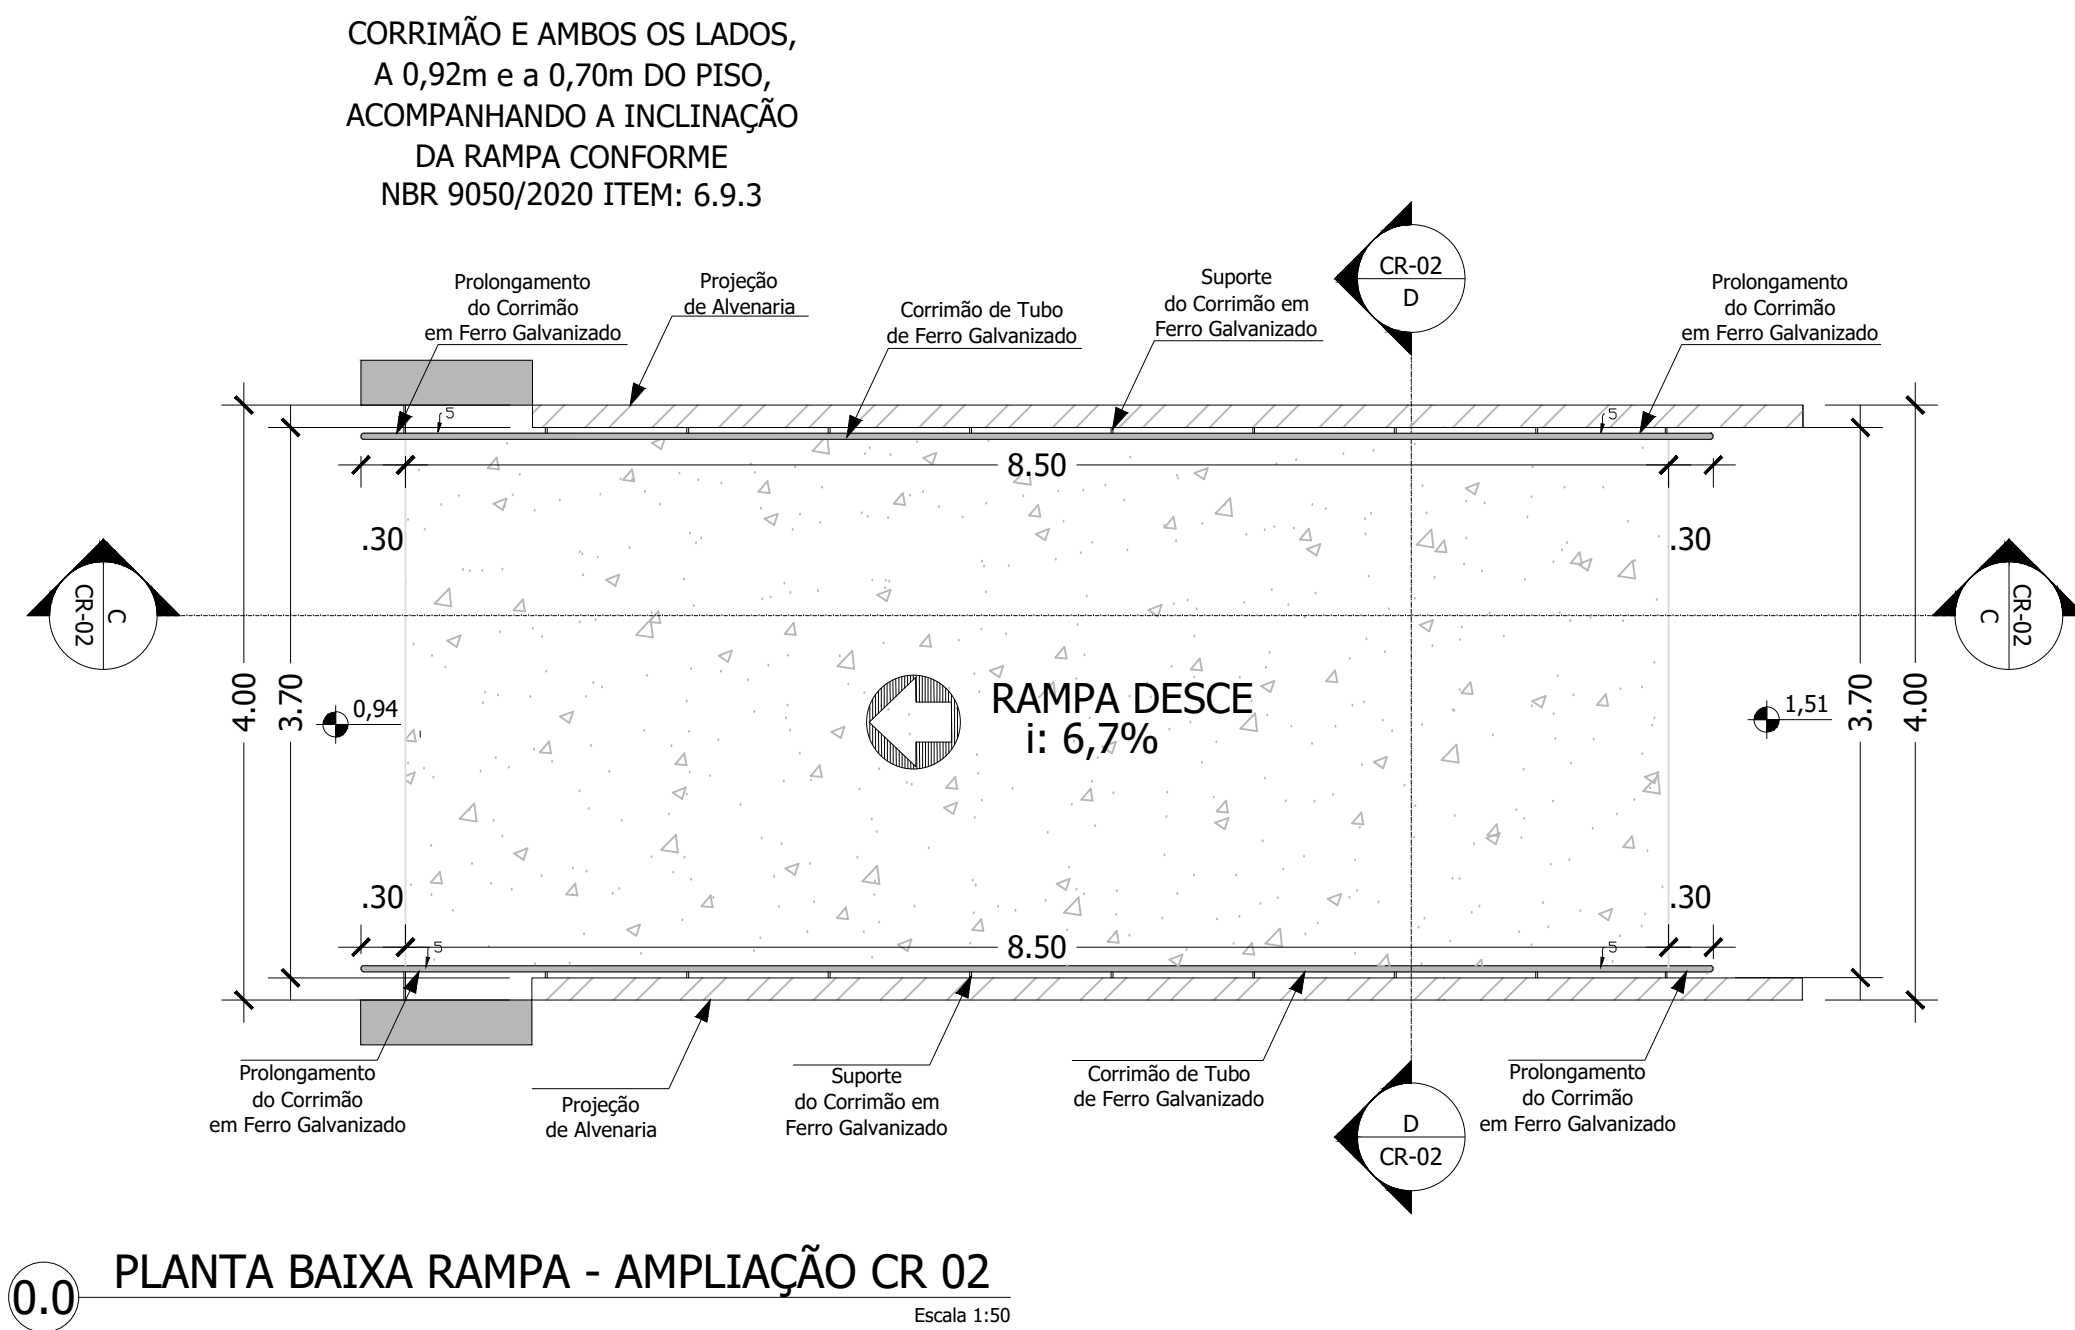 CORRIMÃO E AMBOS OS LADOS,
A 0,92m e a 0,70m DO PISO,
ACOMPANHANDO A INCLINAÇÃO
DA RAMPA CONFORME
NBR 9050/2020 ITEM: 6.9.3
Prolongamento
do Corrimão
em Ferro Galvanizado
Projeção
de Alvenaria
Corrimão de Tubo
de Ferro Galvanizado
Suporte
do Corrimão em
Ferro Galvanizado
CR-02
D
Prolongamento
do Corrimão
em Ferro Galvanizado
5
5
8.50
.30
.30
C
CR-02
CR-02
C
4.00
3.70
0,94
RAMPA DESCE
i: 6,7%
1,51
3.70
4.00
.30
.30
8.50
5
5
Prolongamento
do Corrimão
em Ferro Galvanizado
Projeção
de Alvenaria
Suporte
do Corrimão em
Ferro Galvanizado
Corrimão de Tubo
de Ferro Galvanizado
D
CR-02
Prolongamento
do Corrimão
em Ferro Galvanizado
0.0
PLANTA BAIXA RAMPA - AMPLIAÇÃO CR 02
Escala 1:50